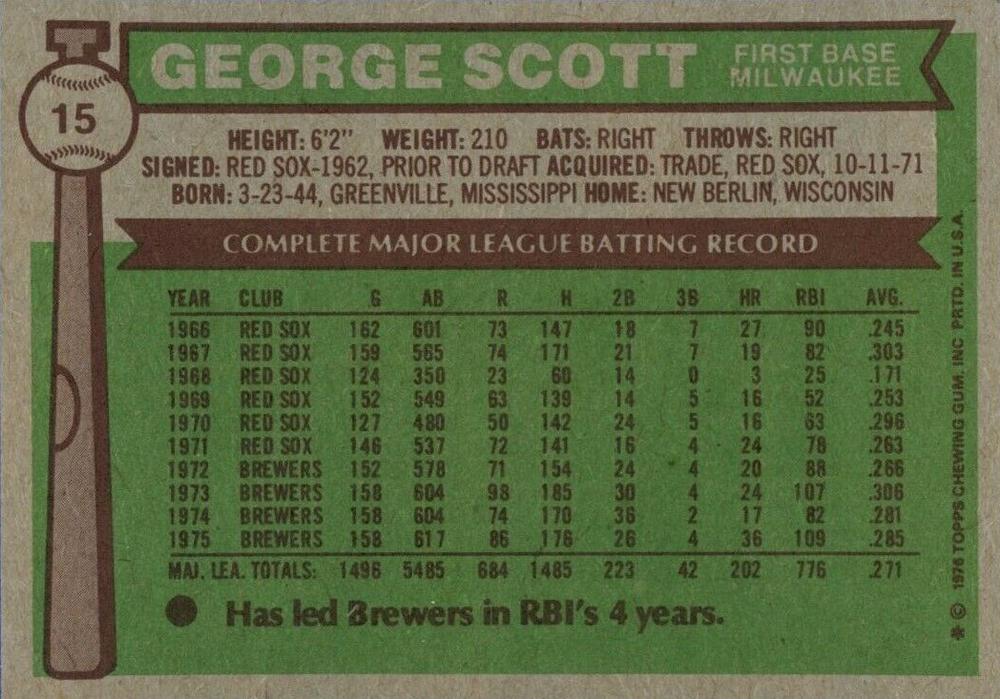 15
GEORGE SCOTT
FIRST BASE
MILWAUKEE
HEIGHT: 6'2" WEIGHT: 210 BATS: RIGHT THROWS: RIGHT
SIGNED: RED SOX-1962, PRIOR TO DRAFT ACQUIRED: TRADE, RED SOX, 10-11-71
BORN: 3-23-44, GREENVILLE, MISSISSIPPI HOME: NEW BERLIN, WISCONSIN
COMPLETE MAJOR LEAGUE BATTING RECORD
YEAR CLUB G AB R H 2B 3B HR RBI AVG.
1966 RED SOX 162 601 73 147 18 7 27 90 .245
1967 RED SOX 159 565 74 171 21 7 19 82 .303
1968 RED SOX 124 350 23 60 14 0 3 25 .171
1969 RED SOX 152 549 63 139 14 5 16 52 .253
1970 RED SOX 127 480 50 142 24 5 16 63 .296
1971 RED SOX 146 537 72 141 16 4 24 78 .263
1972 BREWERS 152 578 71 154 24 4 20 88 .266
1973 BREWERS 158 604 98 185 30 4 24 107 .306
1974 BREWERS 158 604 74 170 36 2 17 82 .281
1975 BREWERS 158 617 86 176 26 4 36 109 .285
MAJ. LEA. TOTALS: 1496 5485 684 1485 223 42 202 776 .271
● Has led Brewers in RBI's 4 years.
* © 1976 TOPPS CHEWING GUM, INC PRTD. IN U.S.A.